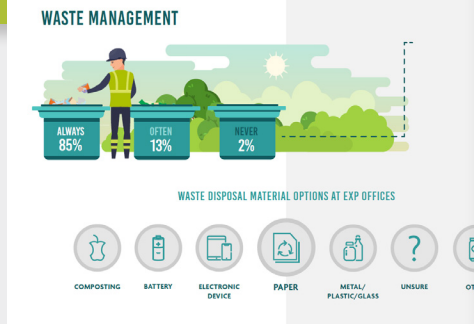 WASTE MANAGEMENT
ALWAYS
85%
OFTEN
13%
NEVER
2%
WASTE DISPOSAL MATERIAL OPTIONS AT EXP OFFICES
COMPOSTING
BATTERY
ELECTRONIC
DEVICE
PAPER
METAL/
PLASTIC/GLASS
?
UNSURE
OT